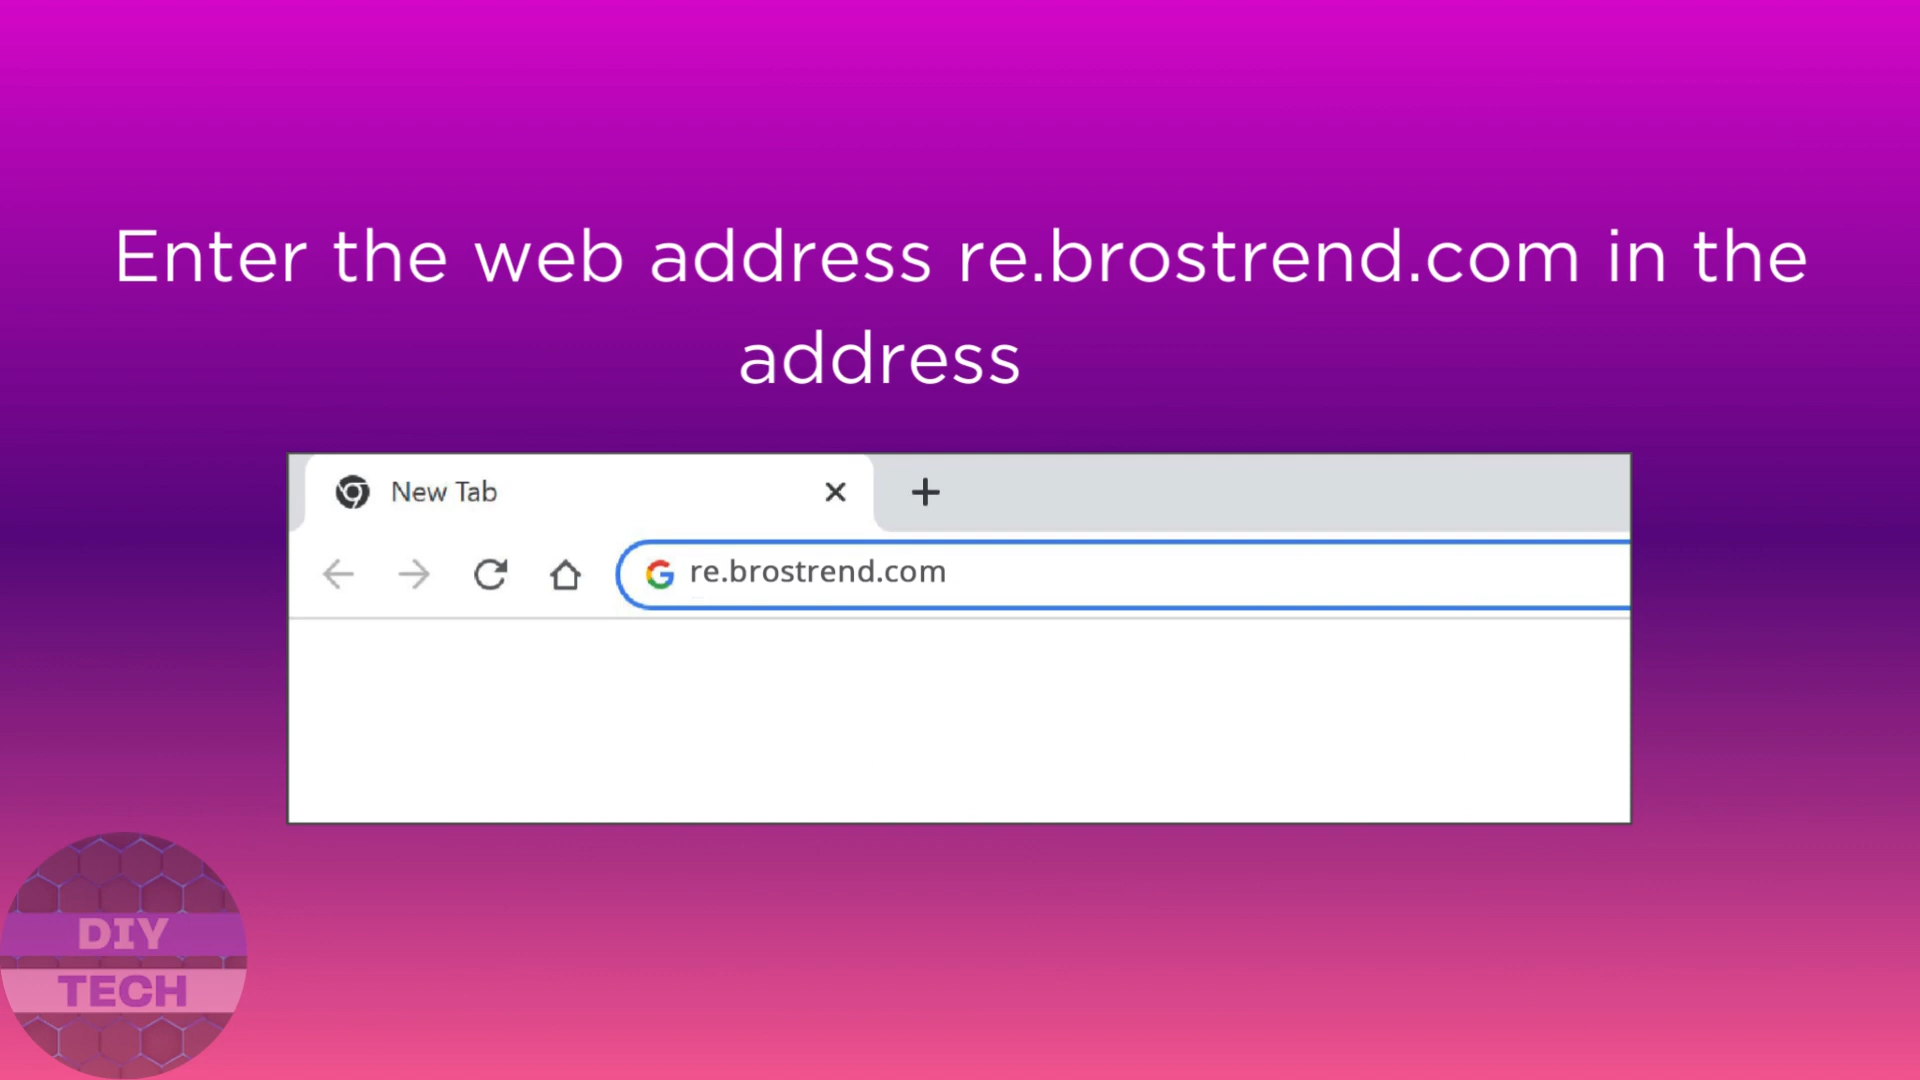 Enter the web address re.brostrend.com in the
address
New Tab
re.brostrend.com
DIY
TECH